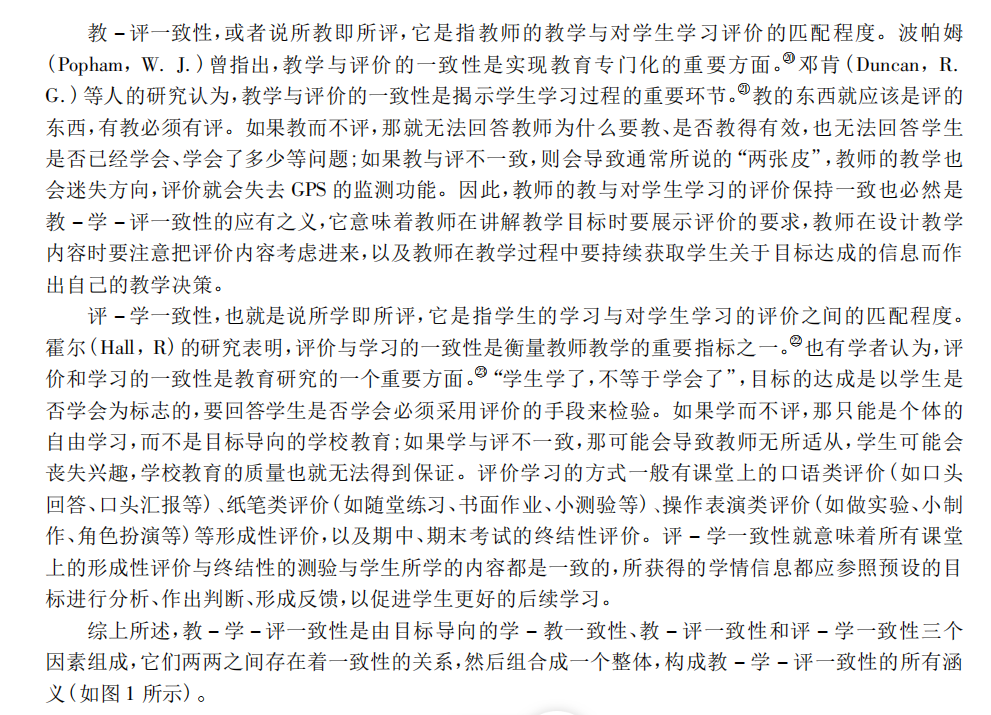 教–评一致性,或者说所教即所评,它是指教师的教学与对学生学习评价的匹配程度。波帕姆
(Popham, W. J.)曾指出,教学与评价的一致性是实现教育专门化的重要方面。⑳邓肯(Duncan, R.
G.)等人的研究认为,教学与评价的一致性是揭示学生学习过程的重要环节。㉑教的东西就应该是评的
东西,有教必须有评。如果教而不评,那就无法回答教师为什么要教、是否教得有效,也无法回答学生
是否已经学会、学会了多少等问题;如果教与评不一致,则会导致通常所说的“两张皮”,教师的教学也
会迷失方向,评价就会失去 GPS 的监测功能。因此,教师的教与对学生学习的评价保持一致也必然是
教–学–评一致性的应有之义,它意味着教师在讲解教学目标时要展示评价的要求,教师在设计教学
内容时要注意把评价内容考虑进来,以及教师在教学过程中要持续获取学生关于目标达成的信息而作
出自己的教学决策。
评–学一致性,也就是说所学即所评,它是指学生的学习与对学生学习的评价之间的匹配程度。
霍尔(Hall, R)的研究表明,评价与学习的一致性是衡量教师教学的重要指标之一。㉒也有学者认为,评
价和学习的一致性是教育研究的一个重要方面。㉓“学生学了,不等于学会了”,目标的达成是以学生是
否学会为标志的,要回答学生是否学会必须采用评价的手段来检验。如果学而不评,那只能是个体的
自由学习,而不是目标导向的学校教育;如果学与评不一致,那可能会导致教师无所适从,学生可能会
丧失兴趣,学校教育的质量也就无法得到保证。评价学习的方式一般有课堂上的口语类评价(如口头
回答、口头汇报等)、纸笔类评价(如随堂练习、书面作业、小测验等)、操作表演类评价(如做实验、小制
作、角色扮演等)等形成性评价,以及期中、期末考试的终结性评价。评–学一致性就意味着所有课堂
上的形成性评价与终结性的测验与学生所学的内容都是一致的,所获得的学情信息都应参照预设的目
标进行分析、作出判断、形成反馈,以促进学生更好的后续学习。
综上所述,教–学–评一致性是由目标导向的学–教一致性、教–评一致性和评–学一致性三个
因素组成,它们两两之间存在着一致性的关系,然后组合成一个整体,构成教–学–评一致性的所有涵
义(如图 1 所示)。